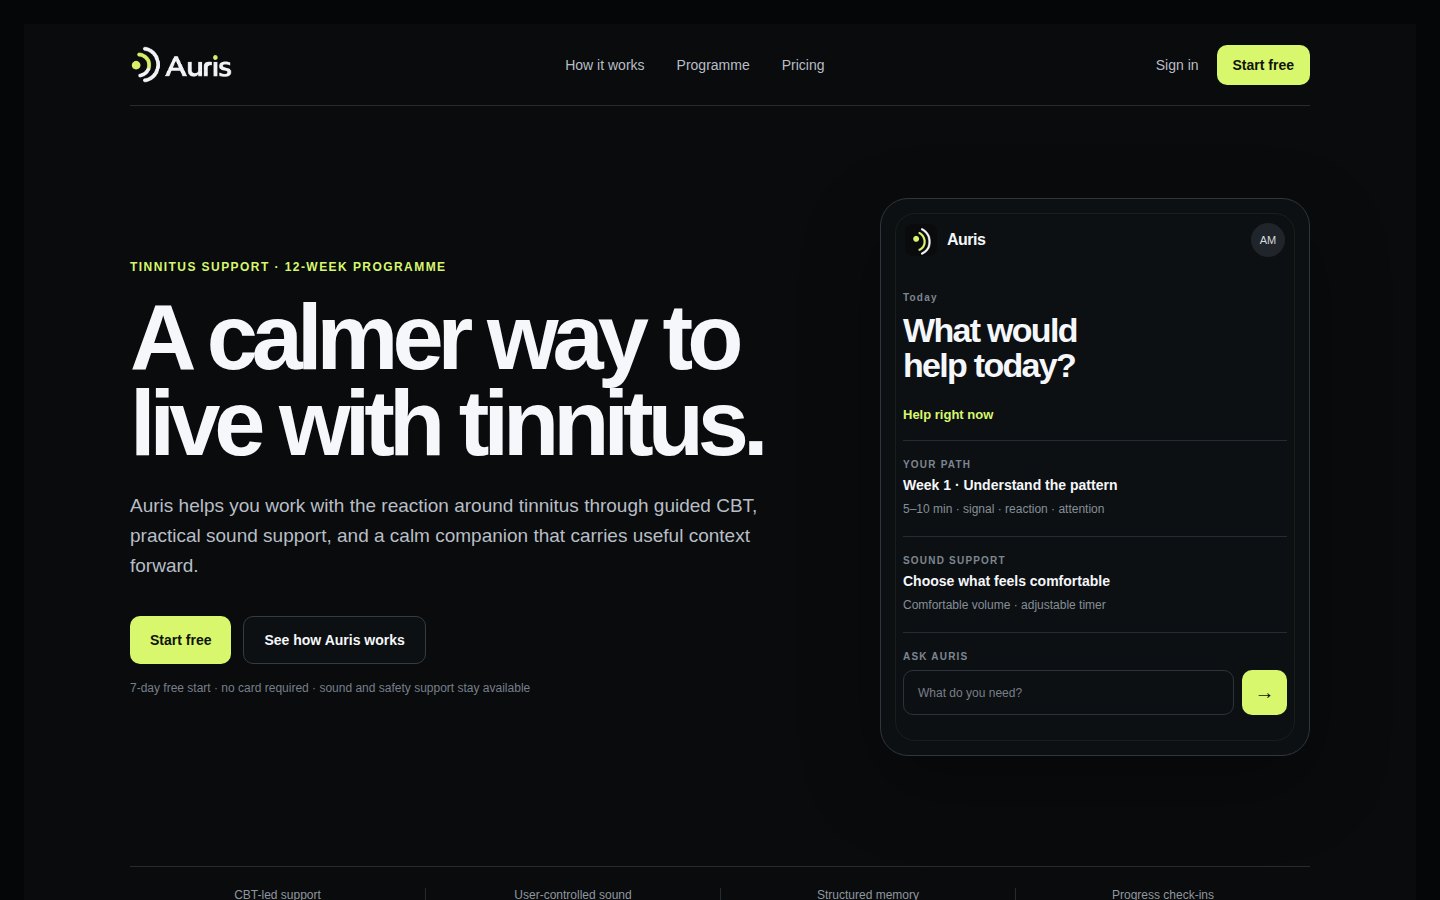 Auris
How it works
Programme
Pricing
Sign in
Start free
TINNITUS SUPPORT · 12-WEEK PROGRAMME
A calmer way to
live with tinnitus.
Auris helps you work with the reaction around tinnitus through guided CBT,
practical sound support, and a calm companion that carries useful context
forward.
Start free
See how Auris works
7-day free start · no card required · sound and safety support stay available
Auris
AM
Today
What would
help today?
Help right now
YOUR PATH
Week 1 · Understand the pattern
5–10 min · signal · reaction · attention
SOUND SUPPORT
Choose what feels comfortable
Comfortable volume · adjustable timer
ASK AURIS
What do you need?
→
CBT-led support
User-controlled sound
Structured memory
Progress check-ins